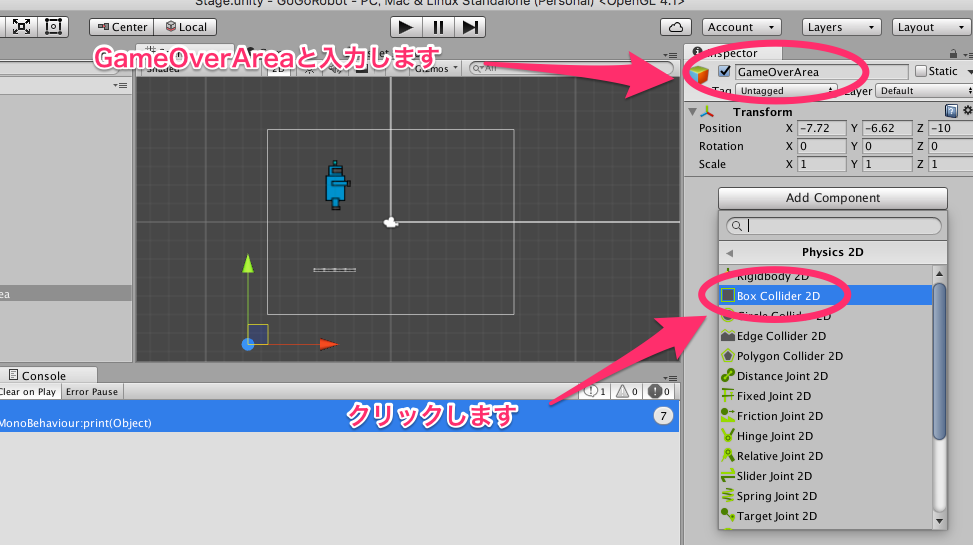 Stage.unity - GoGoRobot - PC, Mac & Linux Standalone (Personal) <OpenGL 4.1>
Center Local Account Layers Layout
GameOverAreaと入力します
Inspector
Shaded 2D Gizmos All
GameOverArea Static
Tag Untagged Layer Default
Transform
Position X -7.72 Y -6.62 Z -10
Rotation X 0 Y 0 Z 0
Scale X 1 Y 1 Z 1
Add Component
Physics 2D
Rigidbody 2D
Box Collider 2D
Circle Collider 2D
Edge Collider 2D
Polygon Collider 2D
Distance Joint 2D
Fixed Joint 2D
Friction Joint 2D
Hinge Joint 2D
Relative Joint 2D
Slider Joint 2D
Spring Joint 2D
Target Joint 2D
ea
Console
Clear on Play Error Pause 1 0 0
クリックします
MonoBehaviour:print(Object) 7